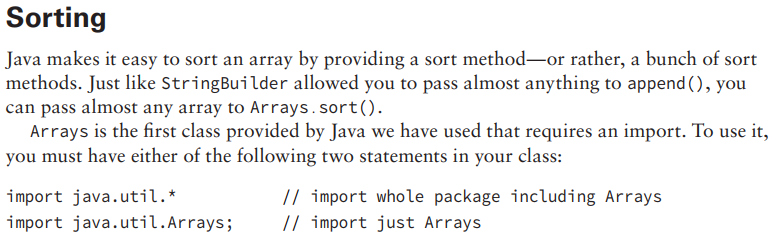 Sorting
Java makes it easy to sort an array by providing a sort method—or rather, a bunch of sort
methods. Just like StringBuilder allowed you to pass almost anything to append(), you
can pass almost any array to Arrays.sort().
Arrays is the first class provided by Java we have used that requires an import. To use it,
you must have either of the following two statements in your class:
import java.util.* // import whole package including Arrays
import java.util.Arrays; // import just Arrays